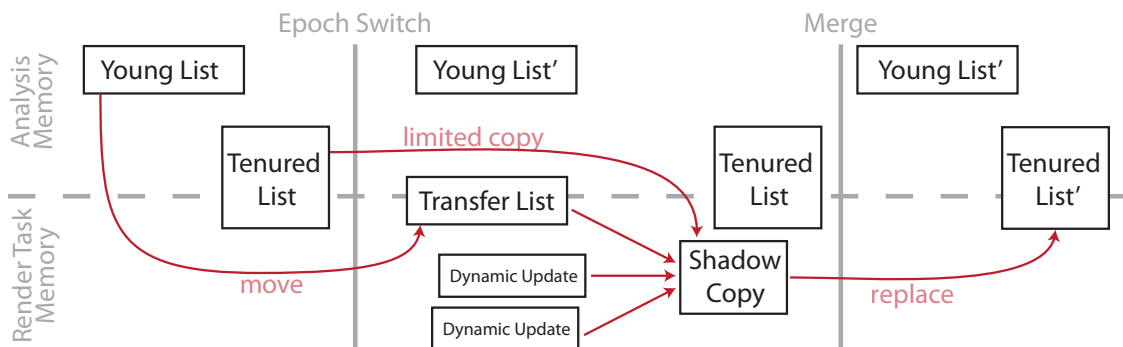 Epoch Switch
Merge
Analysis
Memory
Young List
Young List’
Young List’
limited copy
Tenured
List
Tenured
List
Tenured
List’
Transfer List
Render Task
Memory
move
Dynamic Update
Dynamic Update
Shadow
Copy
replace